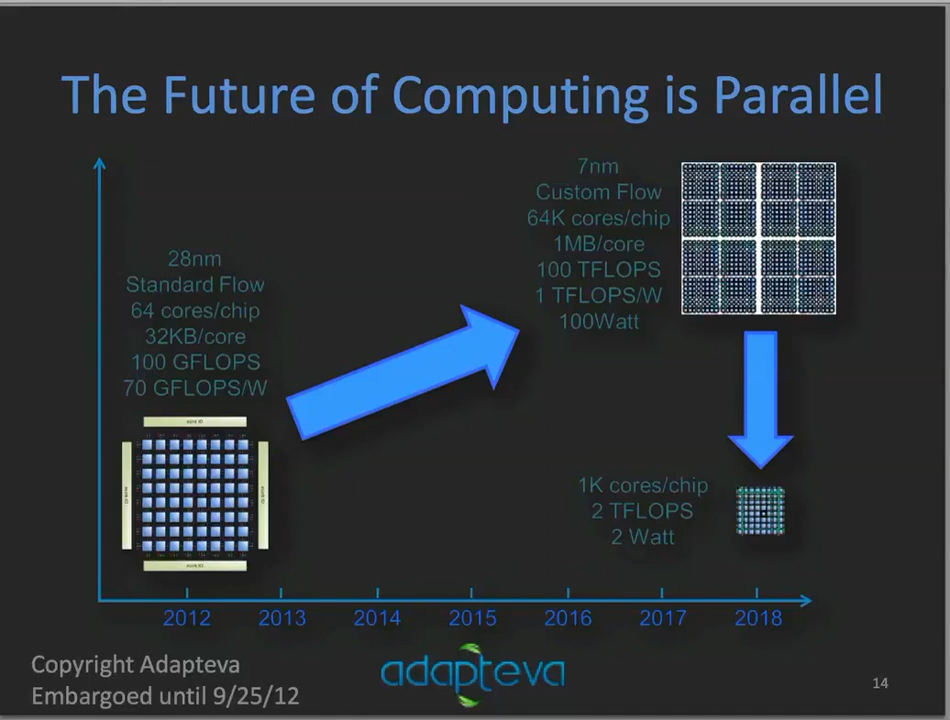 The Future of Computing is Parallel
28nm
Standard Flow
64 cores/chip
32KB/core
100 GFLOPS
70 GFLOPS/W
7nm
Custom Flow
64K cores/chip
1MB/core
100 TFLOPS
1 TFLOPS/W
100Watt
1K cores/chip
2 TFLOPS
2 Watt
2012 2013 2014 2015 2016 2017 2018
Copyright Adapteva
Embargoed until 9/25/12
adapteva
14